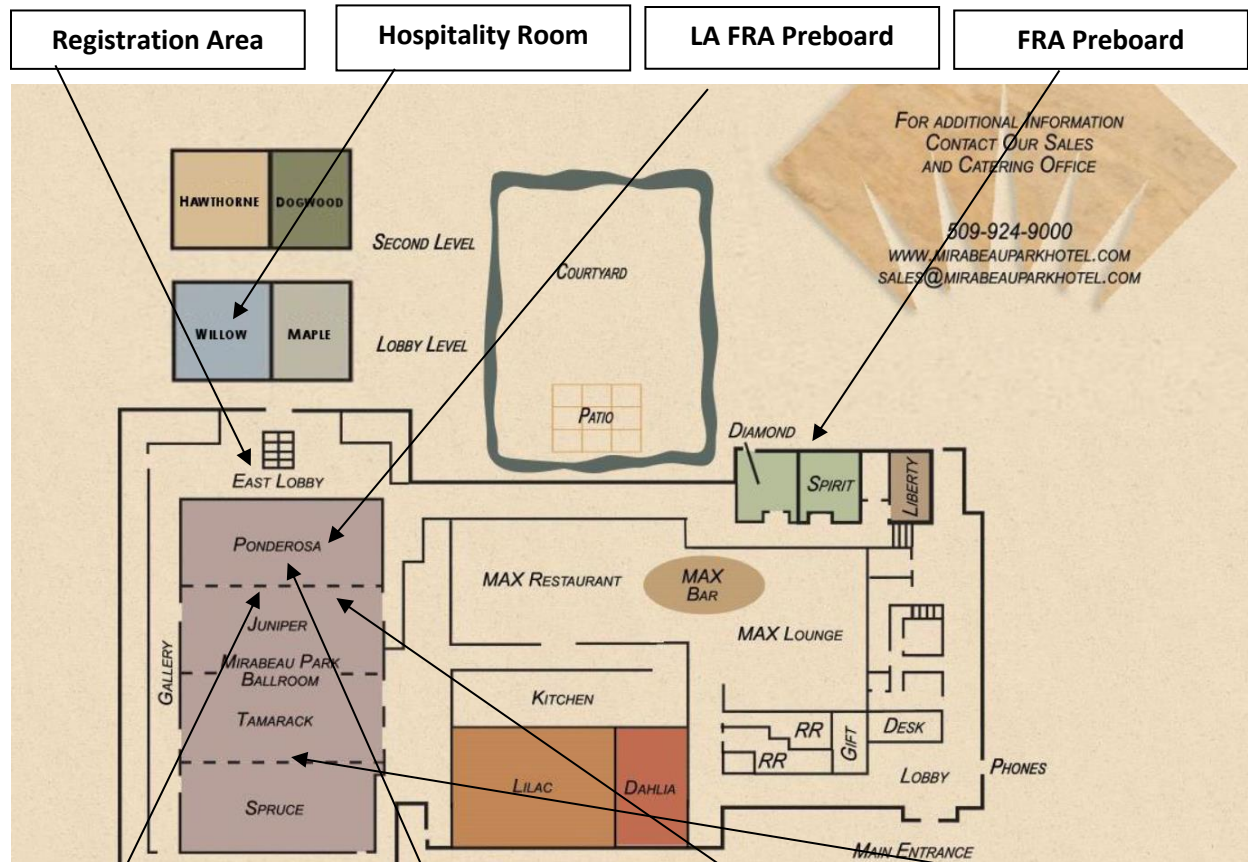 Registration Area
Hospitality Room
LA FRA Preboard
FRA Preboard
FOR ADDITIONAL INFORMATION
CONTACT OUR SALES
AND CATERING OFFICE
509-924-9000
WWW.MIRABEAUPARKHOTEL.COM
SALES@MIRABEAUPARKHOTEL.COM
HAWTHORNE
DOGWOOD
SECOND LEVEL
WILLOW
MAPLE
LOBBY LEVEL
COURTYARD
PATIO
DIAMOND
SPIRIT
LIBERTY
EAST LOBBY
PONDEROSA
JUNIPER
MIRABEAU PARK
BALLROOM
TAMARACK
SPRUCE
GALLERY
MAX RESTAURANT
MAX
BAR
MAX LOUNGE
KITCHEN
LILAC
DAHLIA
RR
RR
GIFT
DESK
LOBBY
PHONES
MAIN ENTRANCE